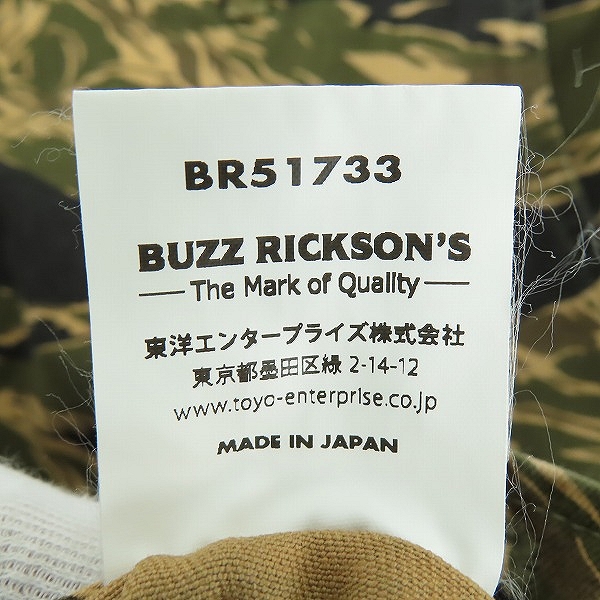 BR51733
BUZZ RICKSON'S
The Mark of Quality
東洋エンタープライズ株式会社
東京都墨田区緑 2-14-12
www.toyo-enterprise.co.jp
MADE IN JAPAN